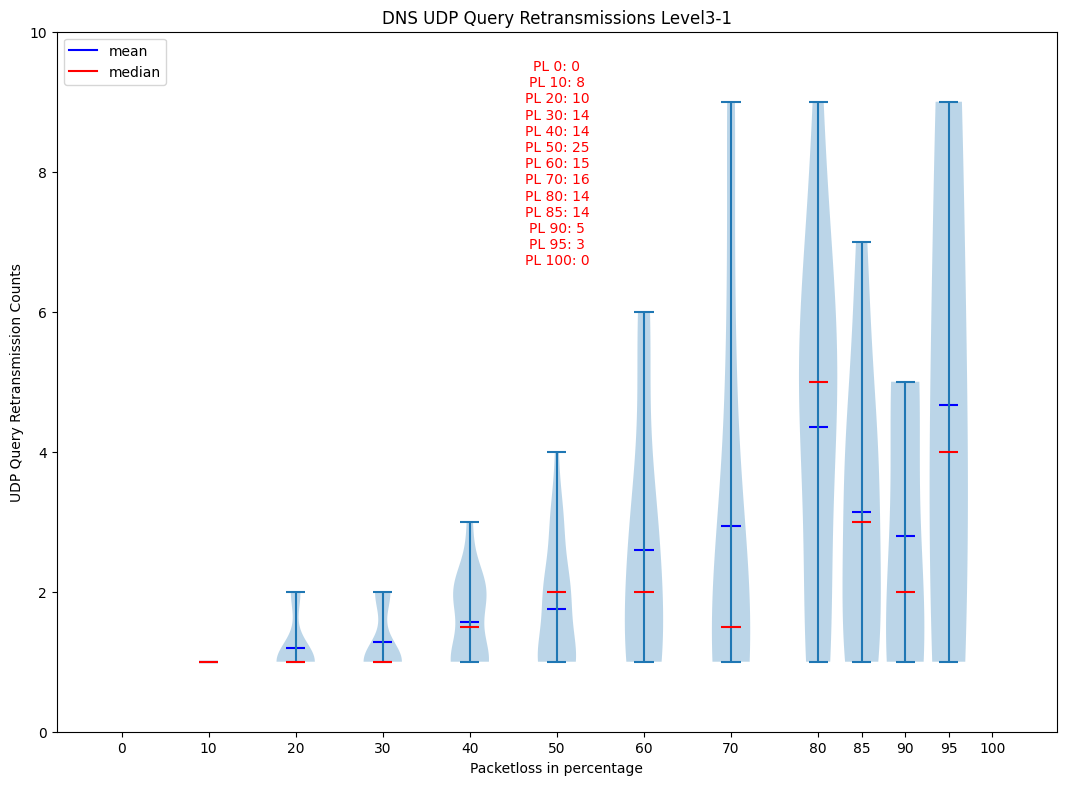 DNS UDP Query Retransmissions Level3-1
mean
median
PL 0: 0
PL 10: 8
PL 20: 10
PL 30: 14
PL 40: 14
PL 50: 25
PL 60: 15
PL 70: 16
PL 80: 14
PL 85: 14
PL 90: 5
PL 95: 3
PL 100: 0
UDP Query Retransmission Counts
10
8
6
4
2
0
0 10 20 30 40 50 60 70 80 85 90 95 100
Packetloss in percentage